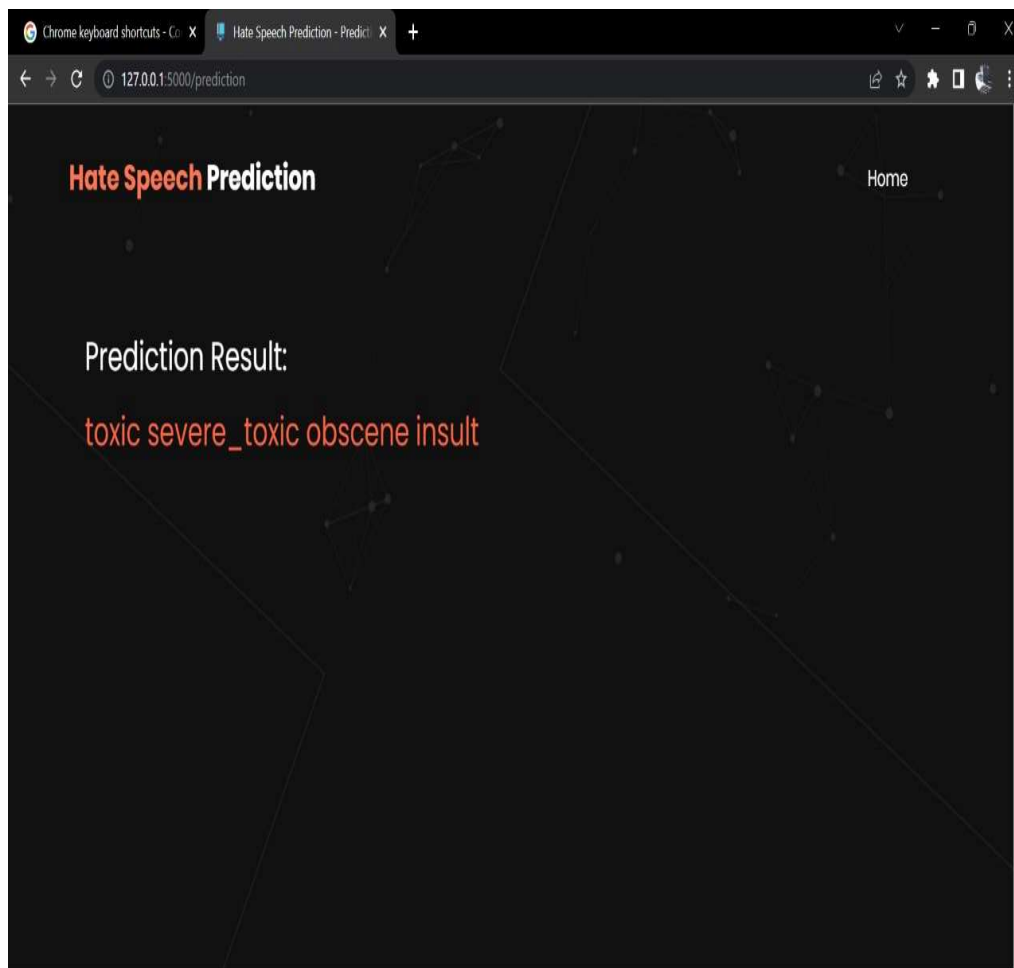 Chrome keyboard shortcuts - Co
Hate Speech Prediction - Predicti
127.0.0.1:5000/prediction
Hate Speech Prediction
Home
Prediction Result:
toxic severe_toxic obscene insult